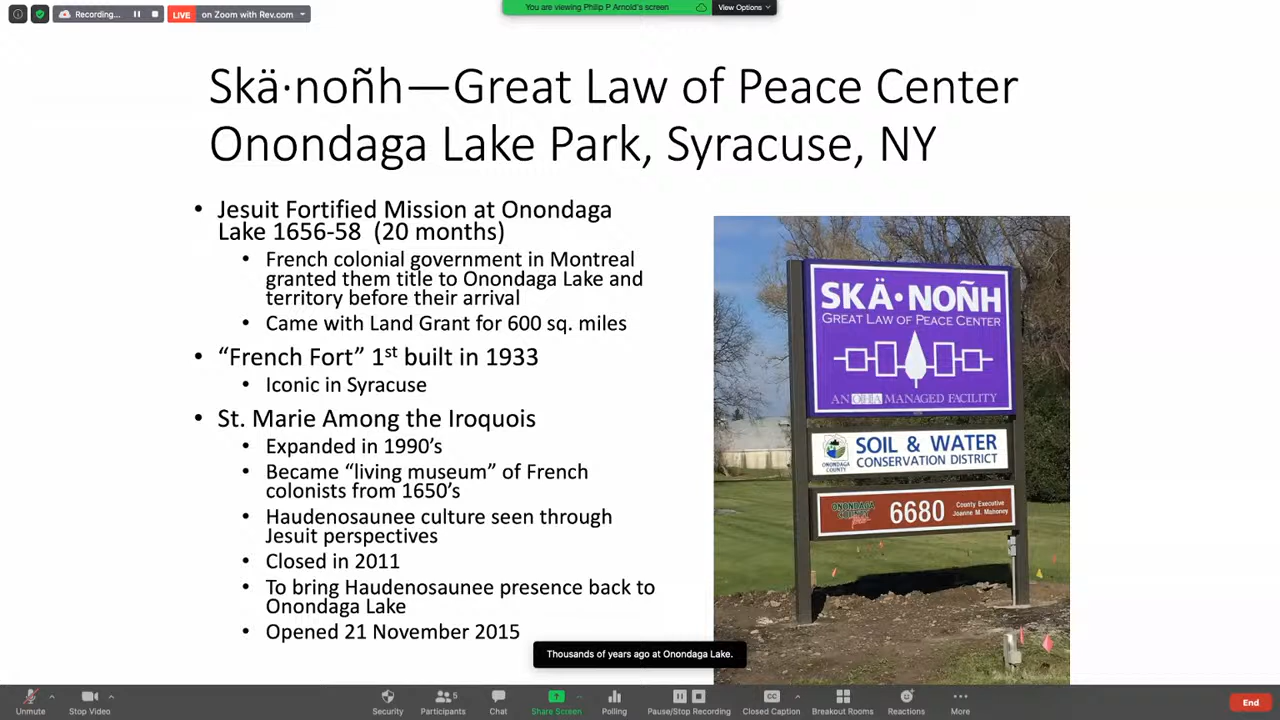 Recording...
LIVE
on Zoom with Rev.com
You are viewing Philip P Arnold's screen
View Options
Skä·noñh—Great Law of Peace Center
Onondaga Lake Park, Syracuse, NY
• Jesuit Fortified Mission at Onondaga
Lake 1656-58 (20 months)
• French colonial government in Montreal
granted them title to Onondaga Lake and
territory before their arrival
• Came with Land Grant for 600 sq. miles
• “French Fort” 1st built in 1933
• Iconic in Syracuse
• St. Marie Among the Iroquois
• Expanded in 1990’s
• Became “living museum” of French
colonists from 1650’s
• Haudenosaunee culture seen through
Jesuit perspectives
• Closed in 2011
• To bring Haudenosaunee presence back to
Onondaga Lake
• Opened 21 November 2015
SKÄ•NOÑH
GREAT LAW OF PEACE CENTER
AN OHA MANAGED FACILITY
SOIL & WATER
CONSERVATION DISTRICT
ONONDAGA
COUNTY
ONONDAGA
6680
County Executive
Joanne M. Mahoney
Thousands of years ago at Onondaga Lake.
Unmute
Stop Video
Security
5
Participants
Chat
Share Screen
Polling
Pause/Stop Recording
CC
Closed Caption
Breakout Rooms
Reactions
More
End